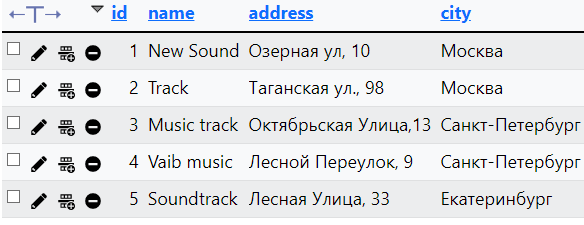 id name address city
1 New Sound Озерная ул, 10 Москва
2 Track Таганская ул., 98 Москва
3 Music track Октябрьская Улица,13 Санкт-Петербург
4 Vaib music Лесной Переулок, 9 Санкт-Петербург
5 Soundtrack Лесная Улица, 33 Екатеринбург